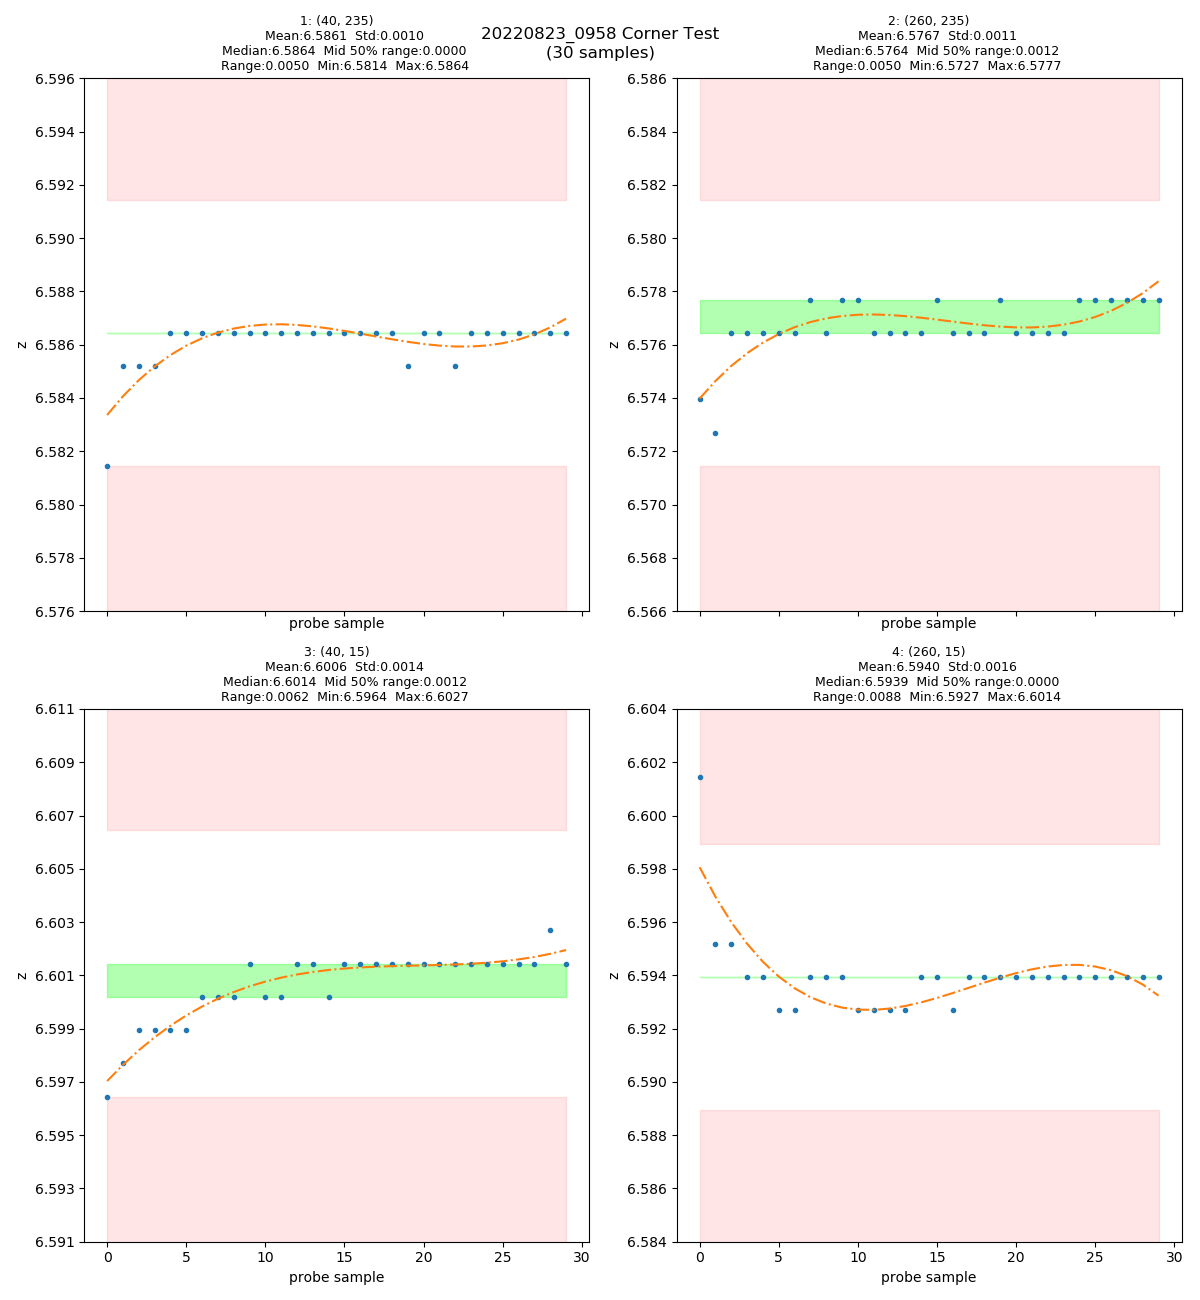 20220823_0958 Corner Test
(30 samples)
1: (40, 235)
Mean:6.5861  Std:0.0010
Median:6.5864  Mid 50% range:0.0000
Range:0.0050  Min:6.5814  Max:6.5864
6.596
6.594
6.592
6.590
6.588
6.586
6.584
6.582
6.580
6.578
6.576
z
probe sample
2: (260, 235)
Mean:6.5767  Std:0.0011
Median:6.5764  Mid 50% range:0.0012
Range:0.0050  Min:6.5727  Max:6.5777
6.586
6.584
6.582
6.580
6.578
6.576
6.574
6.572
6.570
6.568
6.566
z
probe sample
3: (40, 15)
Mean:6.6006  Std:0.0014
Median:6.6014  Mid 50% range:0.0012
Range:0.0062  Min:6.5964  Max:6.6027
6.611
6.609
6.607
6.605
6.603
6.601
6.599
6.597
6.595
6.593
6.591
z
0 5 10 15 20 25 30
probe sample
4: (260, 15)
Mean:6.5940  Std:0.0016
Median:6.5939  Mid 50% range:0.0000
Range:0.0088  Min:6.5927  Max:6.6014
6.604
6.602
6.600
6.598
6.596
6.594
6.592
6.590
6.588
6.586
6.584
z
0 5 10 15 20 25 30
probe sample